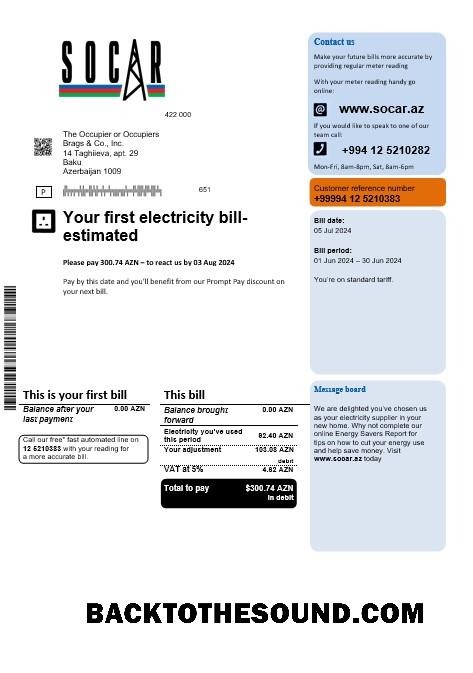 SOCAR
422 000
The Occupier or Occupiers
Brags & Co., Inc.
14 Taghiieva, apt. 29
Baku
Azerbaijan 1009
P
651
Your first electricity bill-
estimated
Please pay 300.74 AZN – to react us by 03 Aug 2024
Pay by this date and you'll benefit from our Prompt Pay discount on
your next bill.
Contact us
Make your future bills more accurate by
providing regular meter reading
With your meter reading handy go
online:
@ www.socar.az
If you would like to speak to one of our
team call:
+994 12 5210282
Mon-Fri, 8am-8pm, Sat, 8am-6pm
Customer reference number
+99994 12 5210383
Bill date:
05 Jul 2024
Bill period:
01 Jun 2024 – 30 Jun 2024
You're on standard tariff.
This is your first bill
Balance after your 0.00 AZN
last payment
Call our free* fast automated line on
12 5210383 with your reading for
a more accurate bill.
This bill
Balance brought 0.00 AZN
forward
Electricity you've used
this period 82.40 AZN
Your adjustment 103.08 AZN
debit
VAT at 5% 4.62 AZN
Total to pay $300.74 AZN
in debit
Message board
We are delighted you've chosen us
as your electricity supplier in your
new home. Why not complete our
online Energy Savers Report for
tips on how to cut your energy use
and help save money. Visit
www.socar.az today
BACKTOTHESOUND.COM